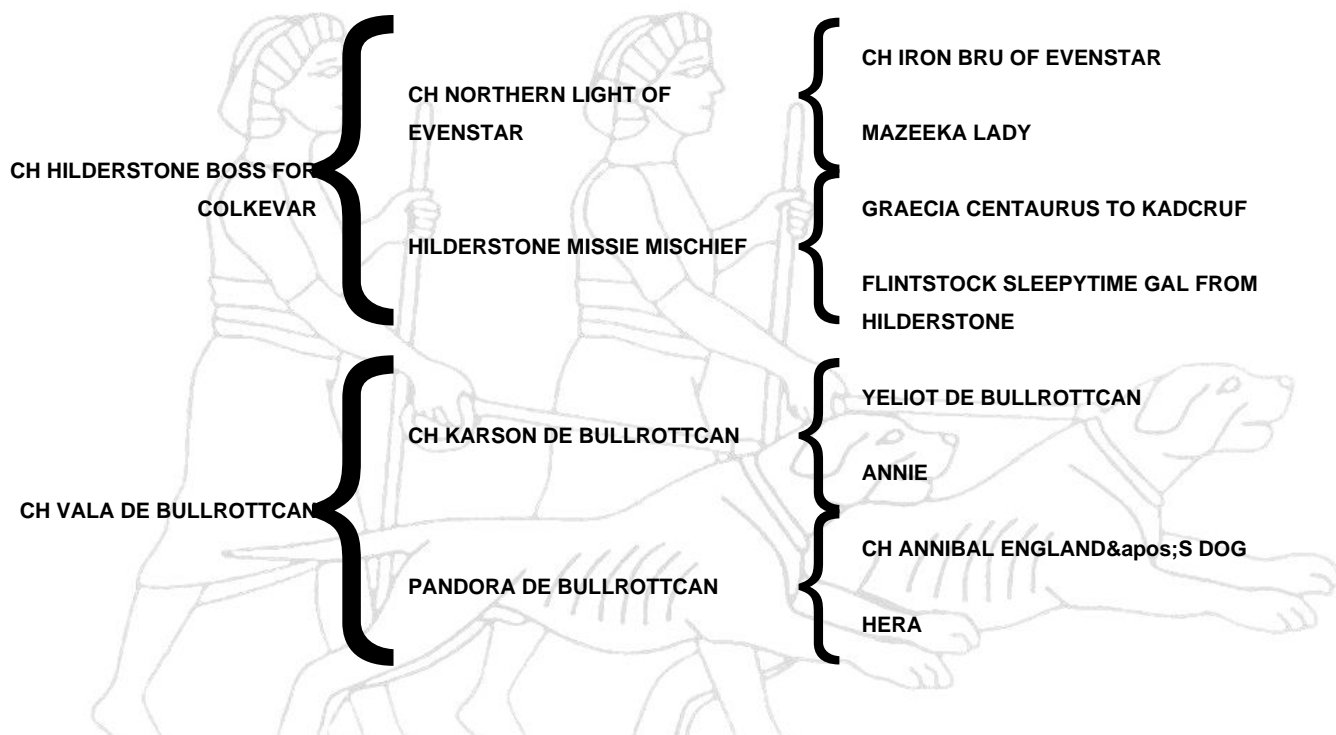 CH HILDERSTONE BOSS FOR
COLKEVAR
CH NORTHERN LIGHT OF
EVENSTAR
CH IRON BRU OF EVENSTAR
MAZEEKA LADY
HILDERSTONE MISSIE MISCHIEF
GRAECIA CENTAURUS TO KADCRUF
FLINTSTOCK SLEEPYTIME GAL FROM
HILDERSTONE
CH VALA DE BULLROTTCAN
CH KARSON DE BULLROTTCAN
YELIOT DE BULLROTTCAN
ANNIE
PANDORA DE BULLROTTCAN
CH ANNIBAL ENGLAND&apos;S DOG
HERA